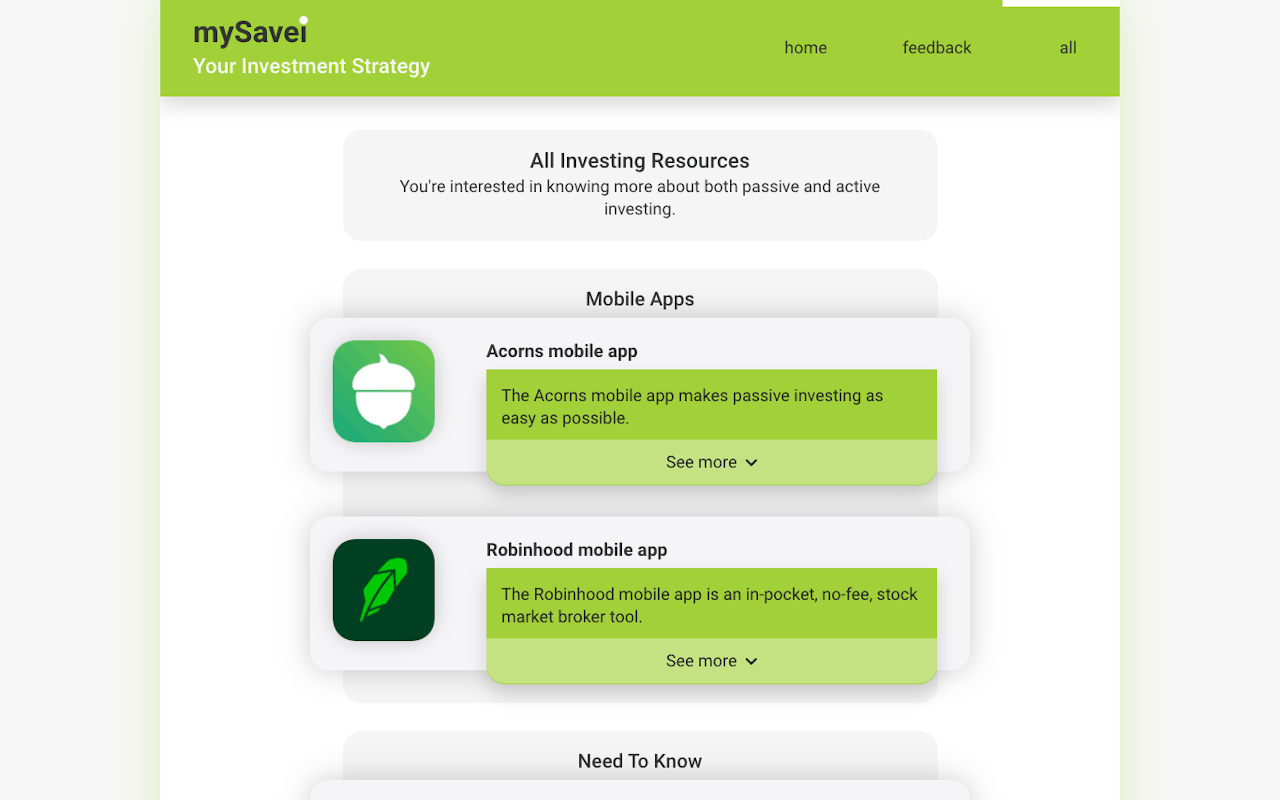 mySavei
Your Investment Strategy
home
feedback
all
All Investing Resources
You're interested in knowing more about both passive and active
investing.
Mobile Apps
Acorns mobile app
The Acorns mobile app makes passive investing as
easy as possible.
See more
Robinhood mobile app
The Robinhood mobile app is an in-pocket, no-fee, stock
market broker tool.
See more
Need To Know